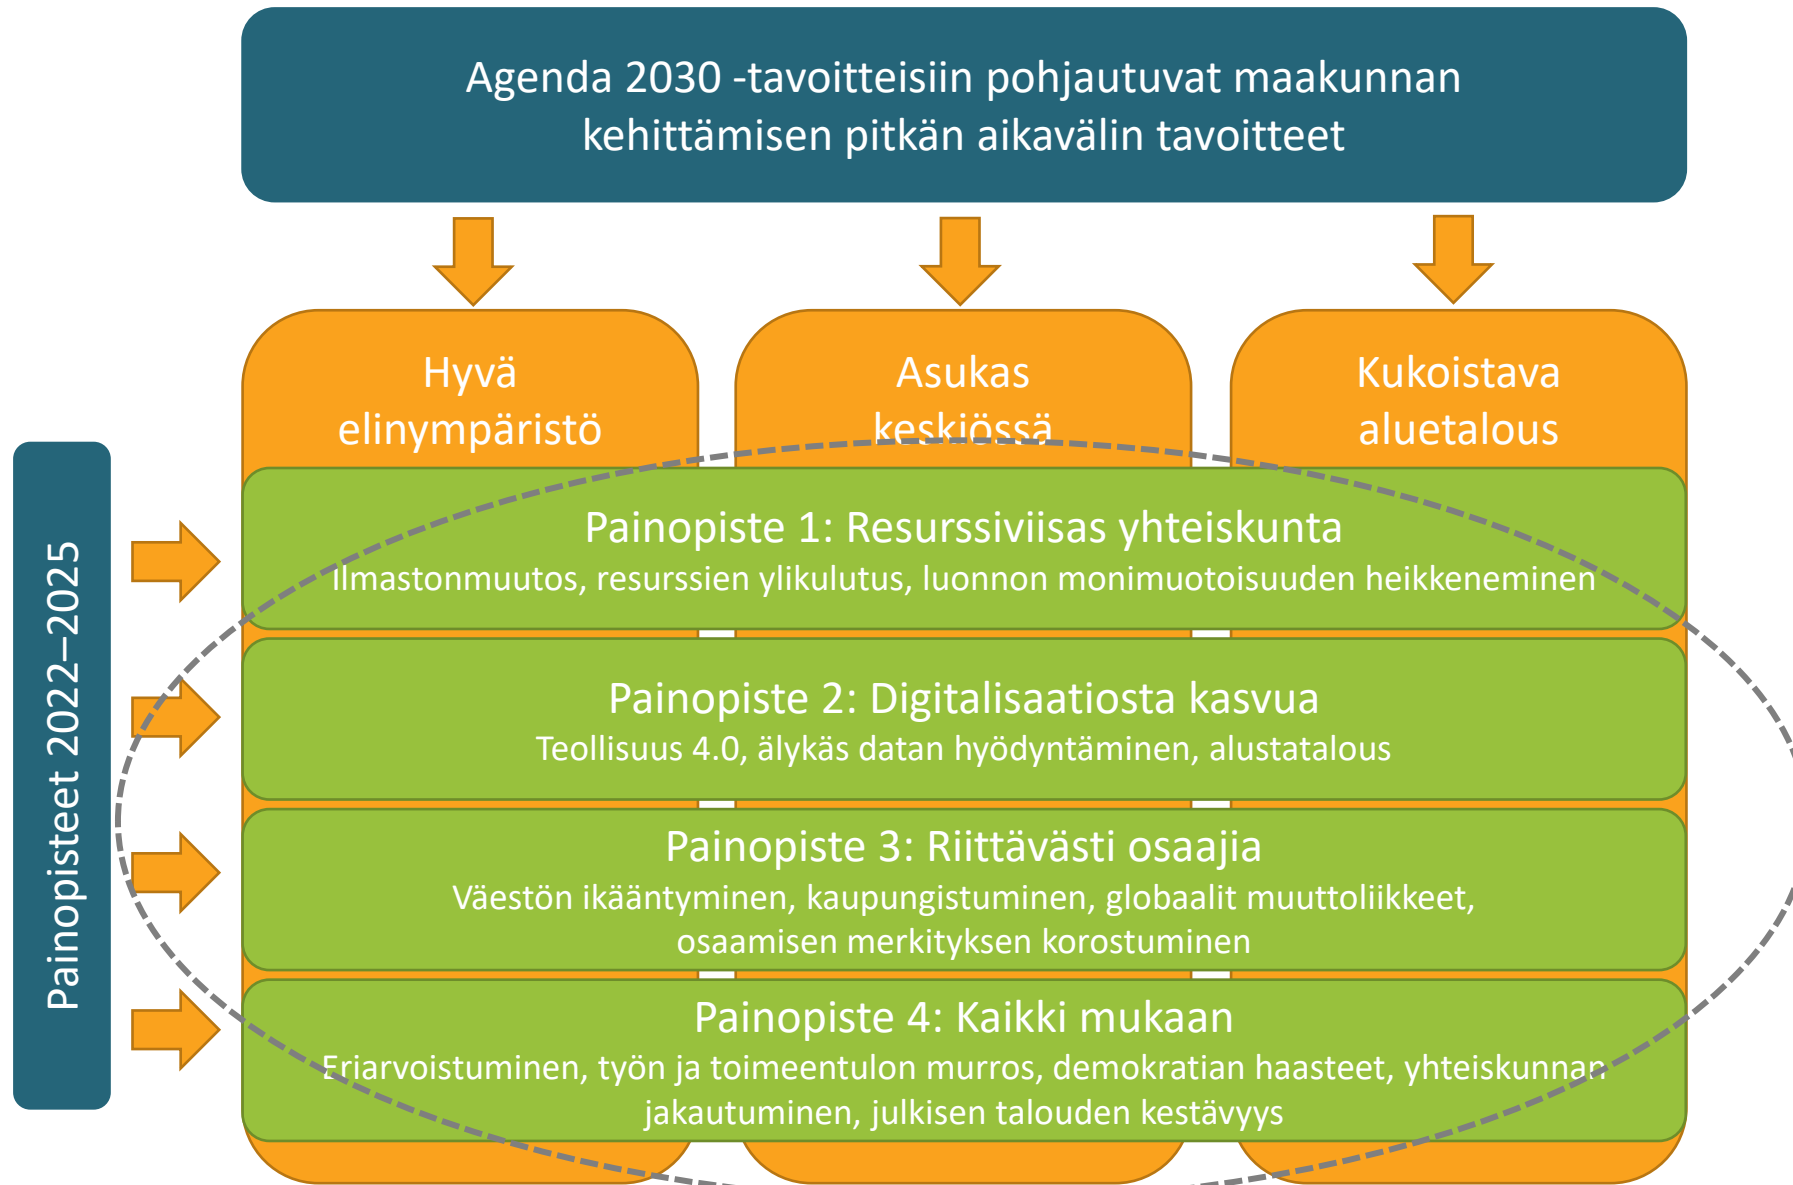 Agenda 2030 -tavoitteisiin pohjautuvat maakunnan
kehittämisen pitkän aikavälin tavoitteet
Hyvä
elinympäristö
Asukas
keskiössä
Kukoistava
aluetalous
Painopisteet 2022–2025
Painopiste 1: Resurssiviisas yhteiskunta
Ilmastonmuutos, resurssien ylikulutus, luonnon monimuotoisuuden heikkeneminen
Painopiste 2: Digitalisaatiosta kasvua
Teollisuus 4.0, älykäs datan hyödyntäminen, alustatalous
Painopiste 3: Riittävästi osaajia
Väestön ikääntyminen, kaupungistuminen, globaalit muuttoliikkeet,
osaamisen merkityksen korostuminen
Painopiste 4: Kaikki mukaan
Eriarvoistuminen, työn ja toimeentulon murros, demokratian haasteet, yhteiskunnan
jakautuminen, julkisen talouden kestävyys